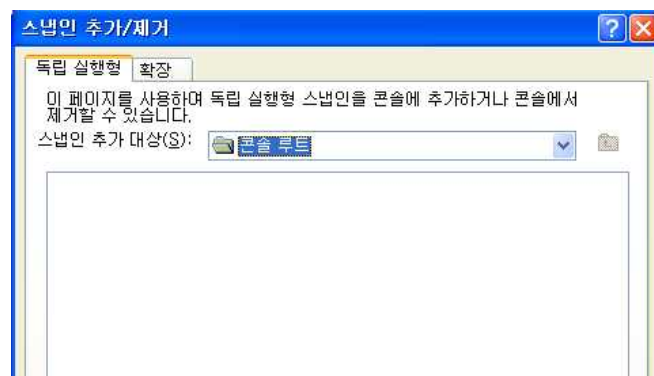 스냅인 추가/제거
독립 실행형 확장
이 페이지를 사용하여 독립 실행형 스냅인을 콘솔에 추가하거나 콘솔에서
제거할 수 있습니다.
스냅인 추가 대상(S): 콘솔 루트